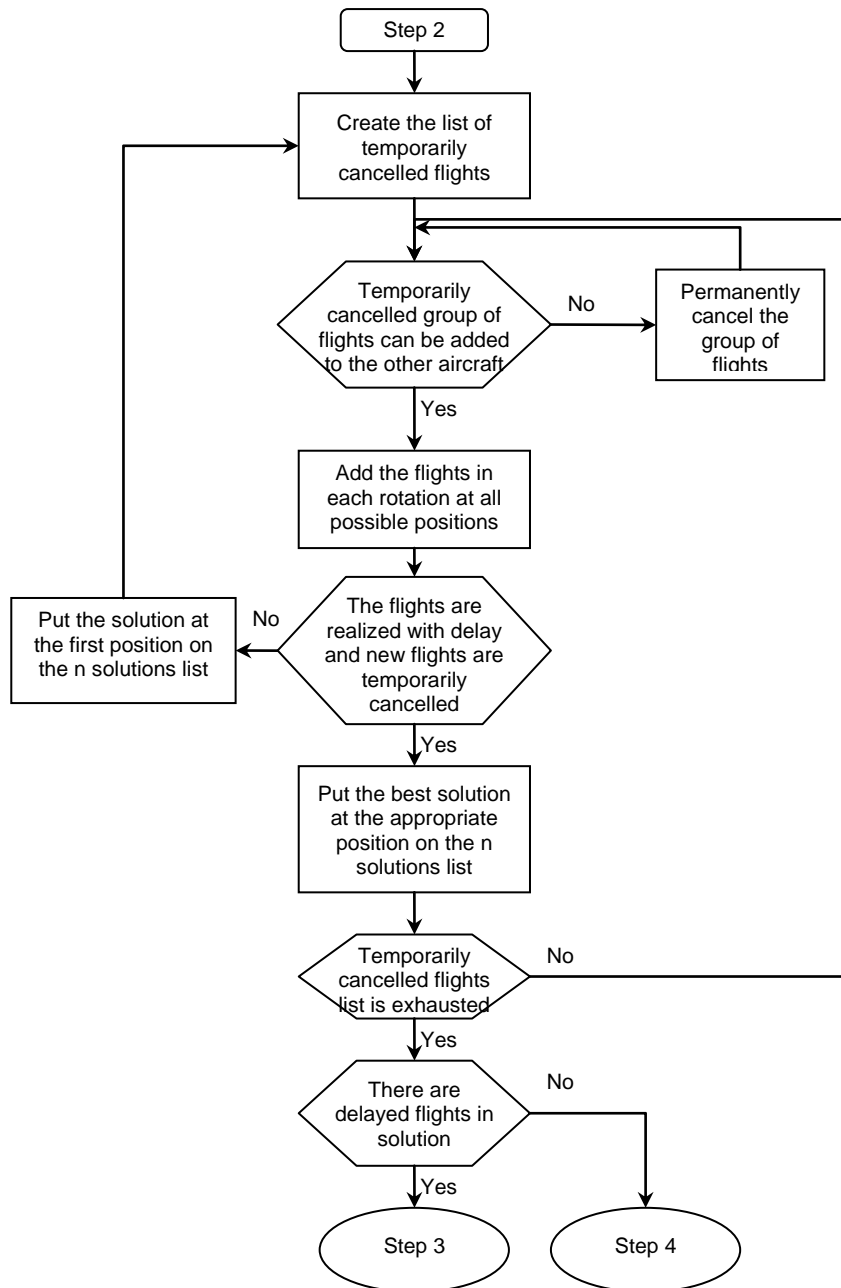 Step 2
Create the list of
temporarily
cancelled flights
Temporarily
cancelled group of
flights can be added
to the other aircraft
No
Permanently
cancel the
group of
flights
Yes
Add the flights in
each rotation at all
possible positions
Put the solution at
the first position on
the n solutions list
No
The flights are
realized with delay
and new flights are
temporarily
cancelled
Yes
Put the best solution
at the appropriate
position on the n
solutions list
Temporarily
cancelled flights
list is exhausted
No
Yes
There are
delayed flights in
solution
No
Yes
Step 3
Step 4